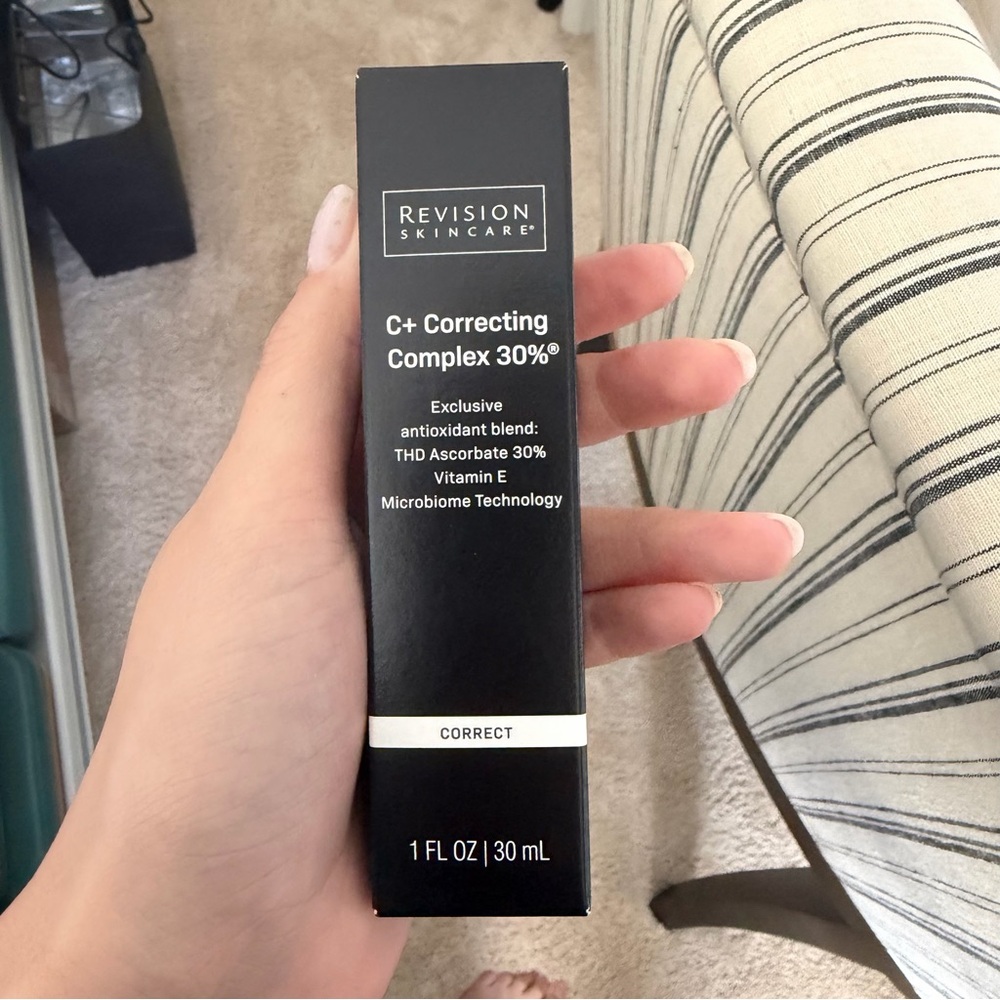 REVISION
SKINCARE®
C+ Correcting
Complex 30%®
Exclusive
antioxidant blend:
THD Ascorbate 30%
Vitamin E
Microbiome Technology
CORRECT
1 FL OZ | 30 mL